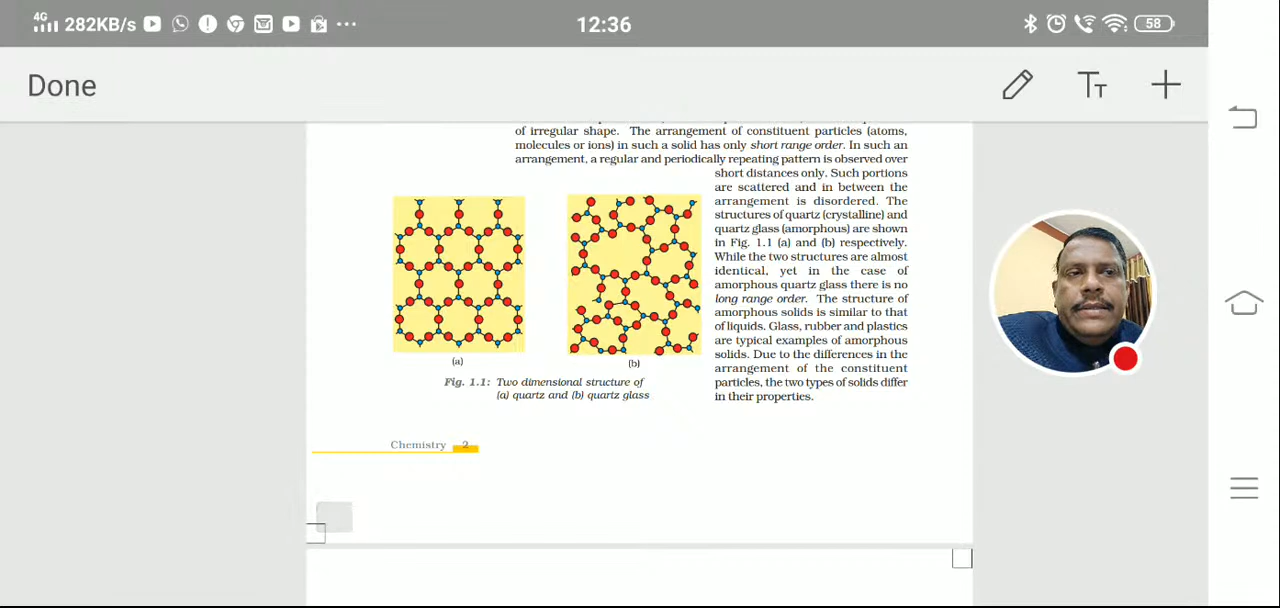 4G
282KB/s
12:36
58
Done
of irregular shape. The arrangement of constituent particles (atoms,
molecules or ions) in such a solid has only short range order. In such an
arrangement, a regular and periodically repeating pattern is observed over
short distances only. Such portions
are scattered and in between the
arrangement is disordered. The
structures of quartz (crystalline) and
quartz glass (amorphous) are shown
in Fig. 1.1 (a) and (b) respectively.
While the two structures are almost
identical, yet in the case of
amorphous quartz glass there is no
long range order. The structure of
amorphous solids is similar to that
of liquids. Glass, rubber and plastics
are typical examples of amorphous
solids. Due to the differences in the
arrangement of the constituent
particles, the two types of solids differ
in their properties.
(a)
(b)
Fig. 1.1: Two dimensional structure of
(a) quartz and (b) quartz glass
Chemistry 2